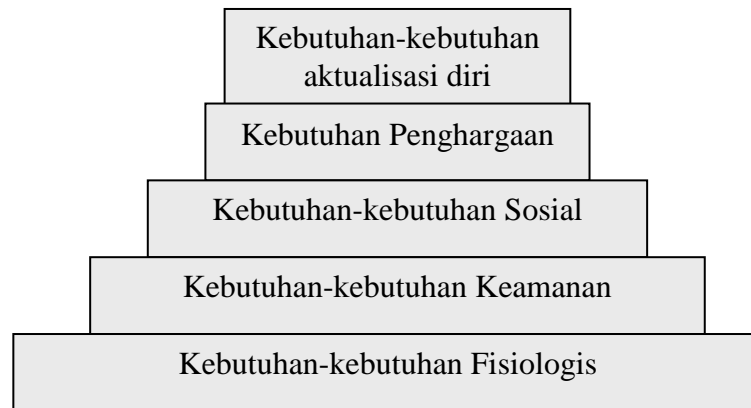 Kebutuhan-kebutuhan
aktualisasi diri
Kebutuhan Penghargaan
Kebutuhan-kebutuhan Sosial
Kebutuhan-kebutuhan Keamanan
Kebutuhan-kebutuhan Fisiologis